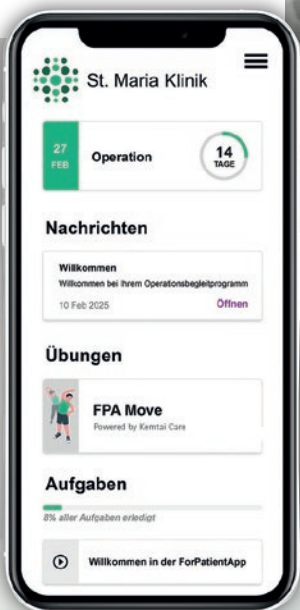 St. Maria Klinik
27
FEB
Operation
14
TAGE
Nachrichten
Willkommen
Willkommen bei Ihrem Operationsbegleitprogramm
10 Feb 2025
Öffnen
Übungen
FPA Move
Powered by Kemtai Care
Aufgaben
8% aller Aufgaben erledigt
Willkommen in der ForPatientApp